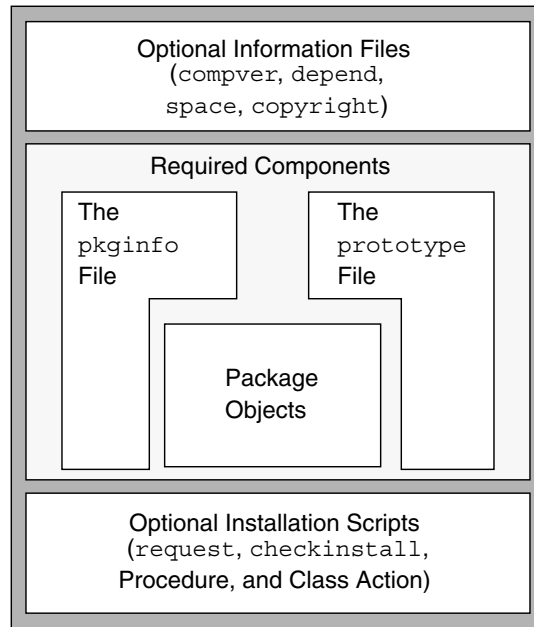 Optional Information Files
(compver, depend,
space, copyright)
Required Components
The
pkginfo
File
The
prototype
File
Package
Objects
Optional Installation Scripts
(request, checkinstall,
Procedure, and Class Action)